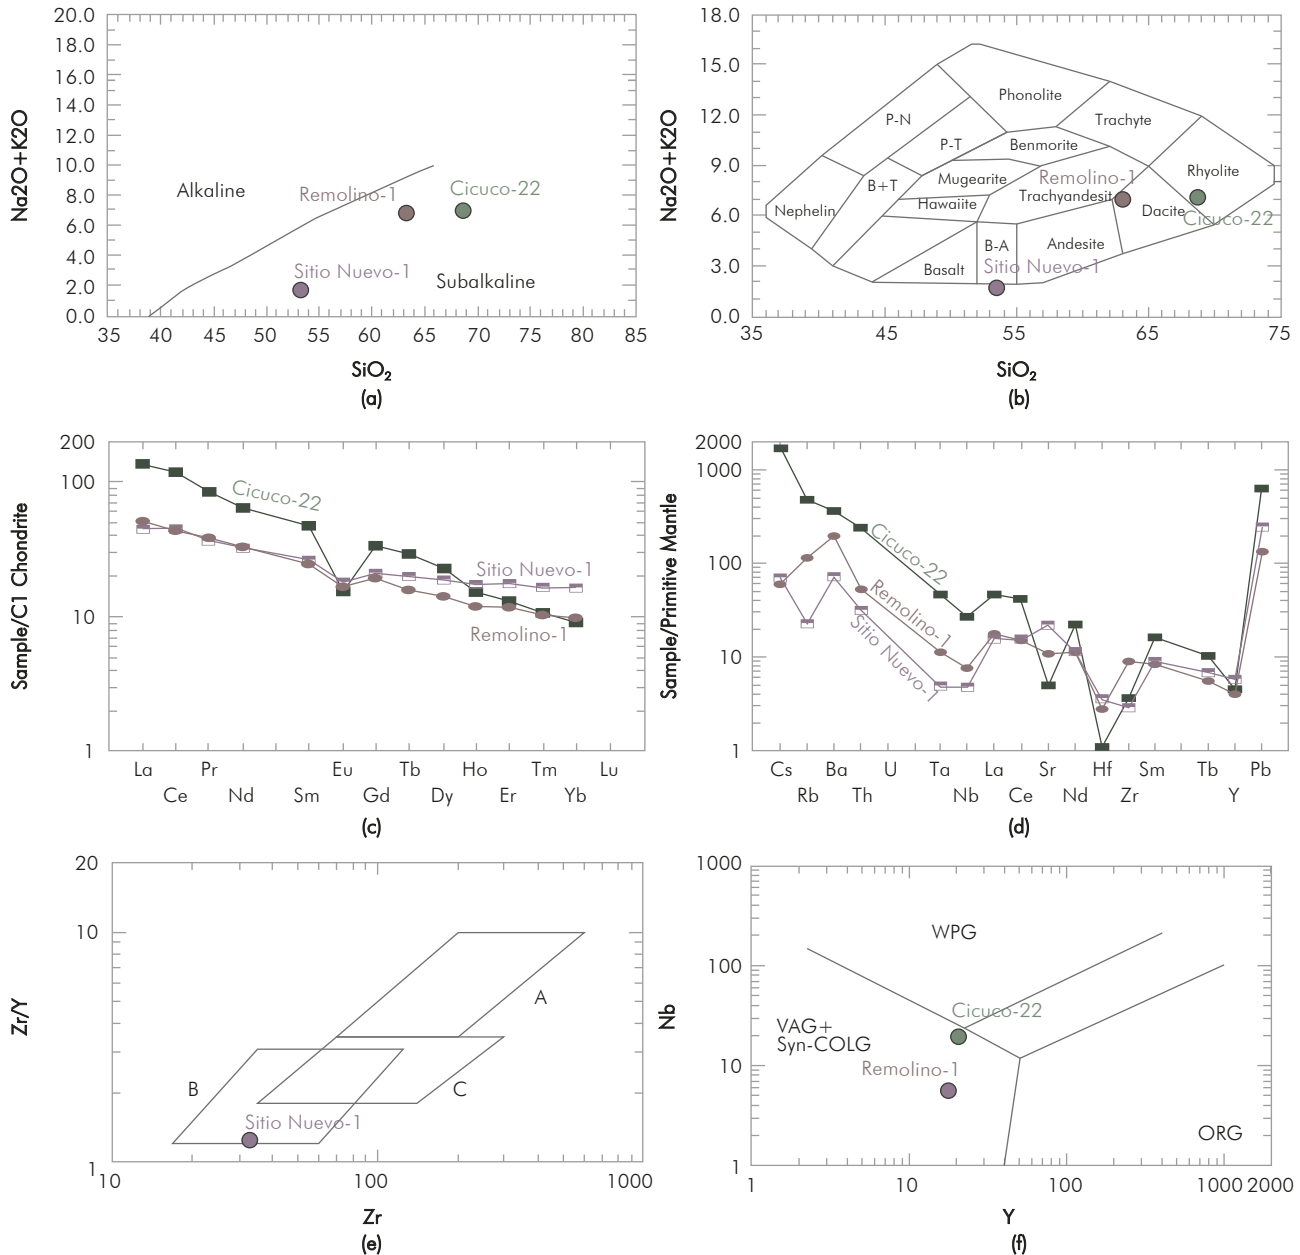 20.0
18.0
16.0
14.0
12.0
10.0
8.0
6.0
4.0
2.0
0.0
Na2O+K2O
Alkaline
Remolino-1
Cicuco-22
Sitio Nuevo-1
Subalkaline
35 40 45 50 55 60 65 70 75 80 85
SiO₂
(a)
18.0
15.0
12.0
9.0
6.0
3.0
0.0
Na2O+K2O
Phonolite
P-N
Trachyte
P-T
Benmorite
Rhyolite
B+T
Mugearite
Remolino-1
Trachyandesit
Hawaiite
Nephelin
Dacite
Cicuco-22
B-A
Andesite
Basalt
Sitio Nuevo-1
35 45 55 65 75
SiO₂
(b)
200
100
10
1
Sample/C1 Chondrite
Cicuco-22
Sitio Nuevo-1
Remolino-1
La Pr Eu Tb Ho Tm Lu
Ce Nd Sm Gd Dy Er Yb
(c)
2000
1000
100
10
1
Sample/Primitive Mantle
Cicuco-22
Remolino-1
Sitio Nuevo-1
Cs Ba U Ta La Sr Hf Sm Tb Pb
Rb Th Nb Ce Nd Zr Y
(d)
20
10
1
Zr/Y
A
B
C
Sitio Nuevo-1
10 100 1000
Zr
(e)
1000
100
10
1
Nb
WPG
Cicuco-22
VAG+
Syn-COLG
Remolino-1
ORG
1 10 100 1000 2000
Y
(f)